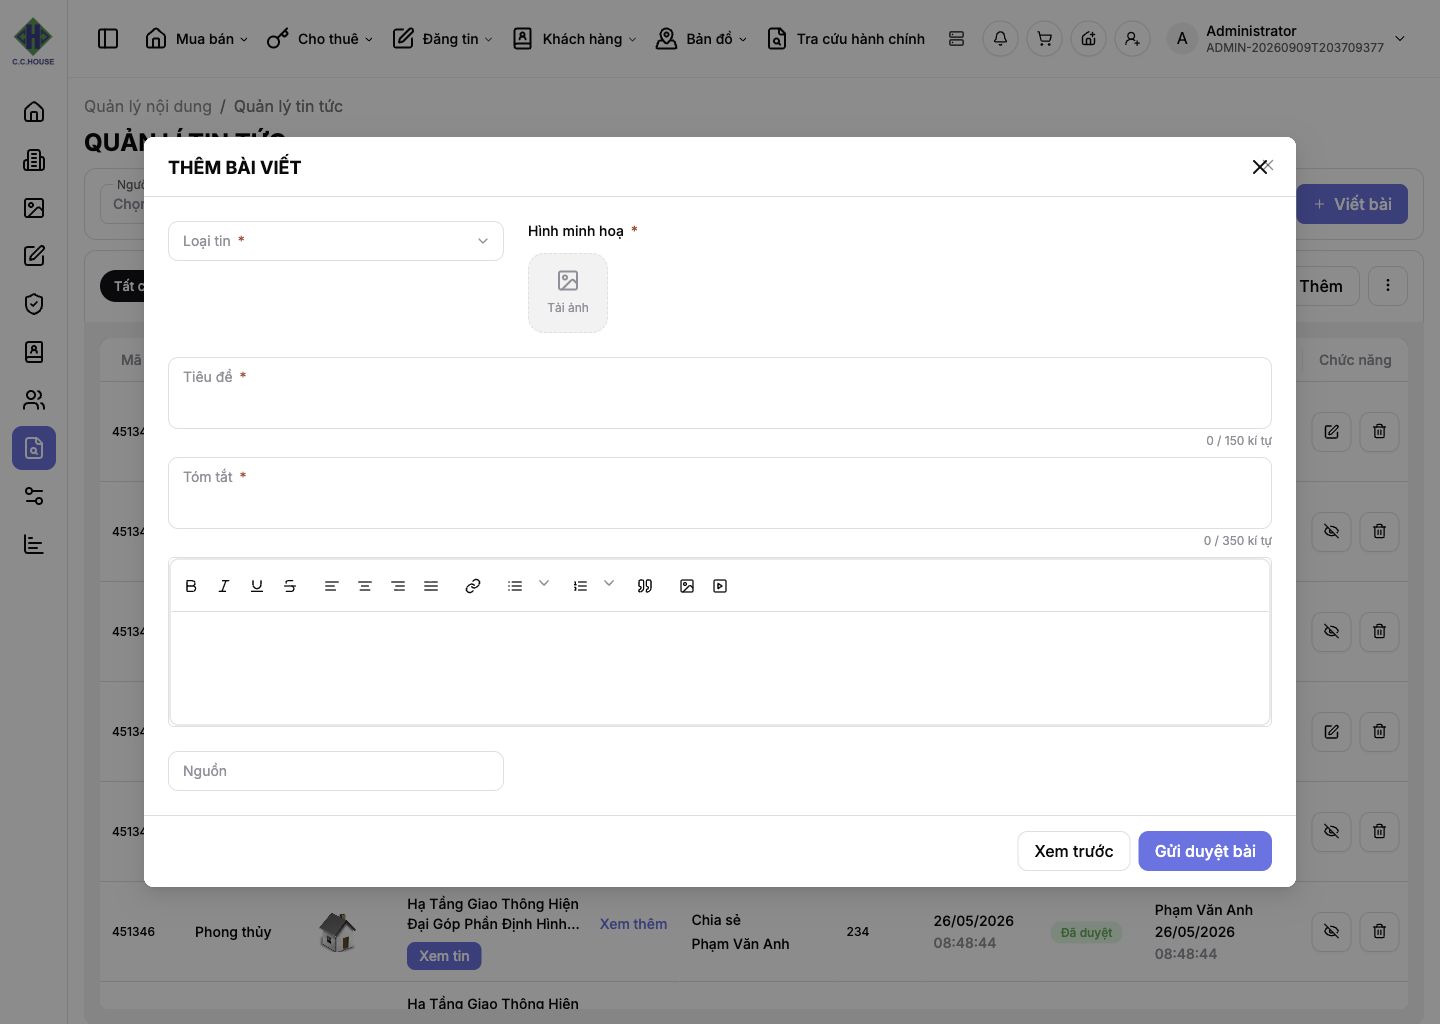 C.C.HOUSE
Mua bán
Cho thuê
Đăng tin
Khách hàng
Bản đồ
Tra cứu hành chính
A
Administrator
ADMIN-20260909T203709377
Quản lý nội dung / Quản lý tin tức
QUẢN LÍ TIN TỨC
THÊM BÀI VIẾT
Viết bài
Thêm
Loại tin *
Hình minh hoạ *
Tải ảnh
Tiêu đề *
0 / 150 kí tự
Tóm tắt *
0 / 350 kí tự
Mã
Chức năng
Nguồn
Xem trước
Gửi duyệt bài
451346
Phong thủy
Hạ Tầng Giao Thông Hiện
Đại Góp Phần Định Hình...
Xem thêm
Xem tin
Chia sẻ
Phạm Văn Anh
234
26/05/2026
08:48:44
Đã duyệt
Phạm Văn Anh
26/05/2026
08:48:44
Hạ Tầng Giao Thông Hiện